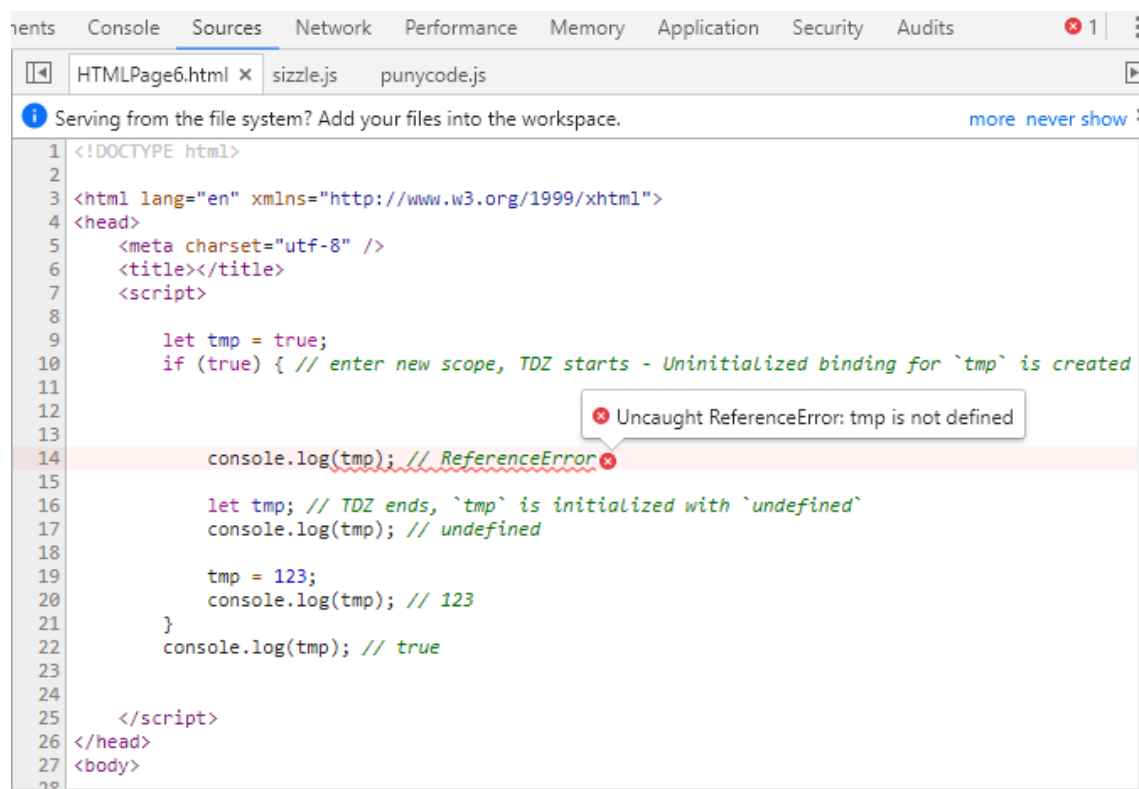 nents Console Sources Network Performance Memory Application Security Audits 1
HTMLPage6.html × sizzle.js punycode.js
Serving from the file system? Add your files into the workspace. more never show
1 <!DOCTYPE html>
2
3 <html lang="en" xmlns="http://www.w3.org/1999/xhtml">
4 <head>
5 <meta charset="utf-8" />
6 <title></title>
7 <script>
8
9 let tmp = true;
10 if (true) { // enter new scope, TDZ starts - Uninitialized binding for `tmp` is created
11
12
Uncaught ReferenceError: tmp is not defined
13
14 console.log(tmp); // ReferenceError
15
16 let tmp; // TDZ ends, `tmp` is initialized with `undefined`
17 console.log(tmp); // undefined
18
19 tmp = 123;
20 console.log(tmp); // 123
21 }
22 console.log(tmp); // true
23
24
25 </script>
26 </head>
27 <body>
28